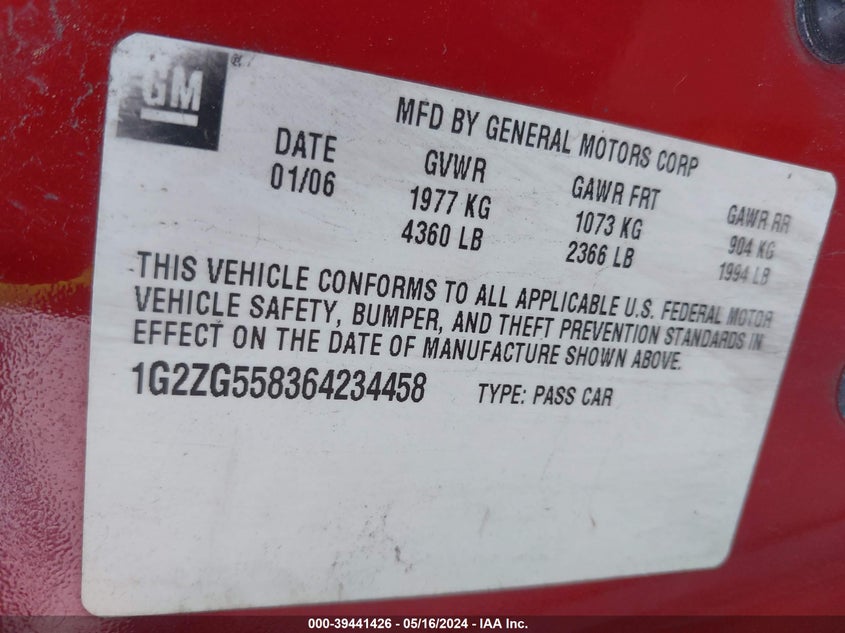 GM
MFD BY GENERAL MOTORS CORP
DATE GVWR GAWR FRT GAWR RR
01/06 1977 KG 1073 KG 904 KG
4360 LB 2366 LB 1994 LB
THIS VEHICLE CONFORMS TO ALL APPLICABLE U.S. FEDERAL MOTOR
VEHICLE SAFETY, BUMPER, AND THEFT PREVENTION STANDARDS IN
EFFECT ON THE DATE OF MANUFACTURE SHOWN ABOVE.
1G2ZG558364234458 TYPE: PASS CAR
000-39441426 - 05/16/2024 - IAA Inc.